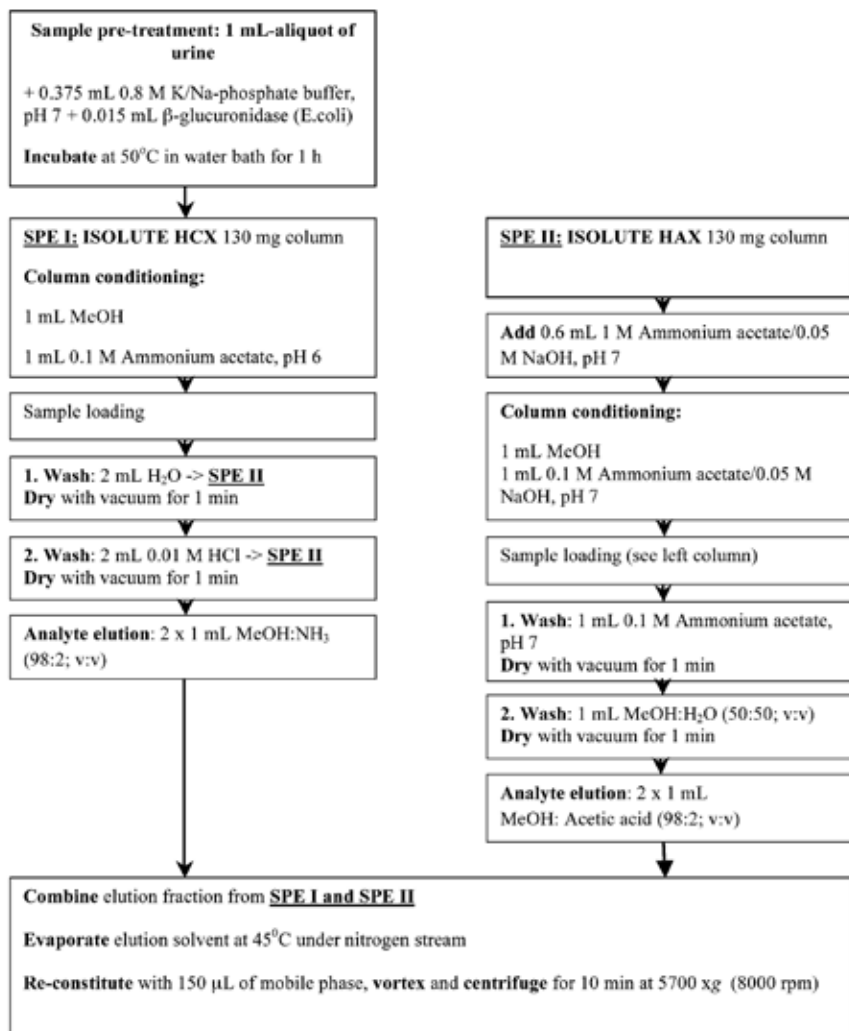 Sample pre-treatment: 1 mL-aliquot of
urine
+ 0.375 mL 0.8 M K/Na-phosphate buffer,
pH 7 + 0.015 mL β-glucuronidase (E.coli)
Incubate at 50°C in water bath for 1 h
SPE I: ISOLUTE HCX 130 mg column
Column conditioning:
1 mL MeOH
1 mL 0.1 M Ammonium acetate, pH 6
Sample loading
1. Wash: 2 mL H₂O -> SPE II
Dry with vacuum for 1 min
2. Wash: 2 mL 0.01 M HCl -> SPE II
Dry with vacuum for 1 min
Analyte elution: 2 x 1 mL MeOH:NH₃
(98:2; v:v)
SPE II: ISOLUTE HAX 130 mg column
Add 0.6 mL 1 M Ammonium acetate/0.05
M NaOH, pH 7
Column conditioning:
1 mL MeOH
1 mL 0.1 M Ammonium acetate/0.05 M
NaOH, pH 7
Sample loading (see left column)
1. Wash: 1 mL 0.1 M Ammonium acetate,
pH 7
Dry with vacuum for 1 min
2. Wash: 1 mL MeOH:H₂O (50:50; v:v)
Dry with vacuum for 1 min
Analyte elution: 2 x 1 mL
MeOH: Acetic acid (98:2; v:v)
Combine elution fraction from SPE I and SPE II
Evaporate elution solvent at 45°C under nitrogen stream
Re-constitute with 150 µL of mobile phase, vortex and centrifuge for 10 min at 5700 xg (8000 rpm)